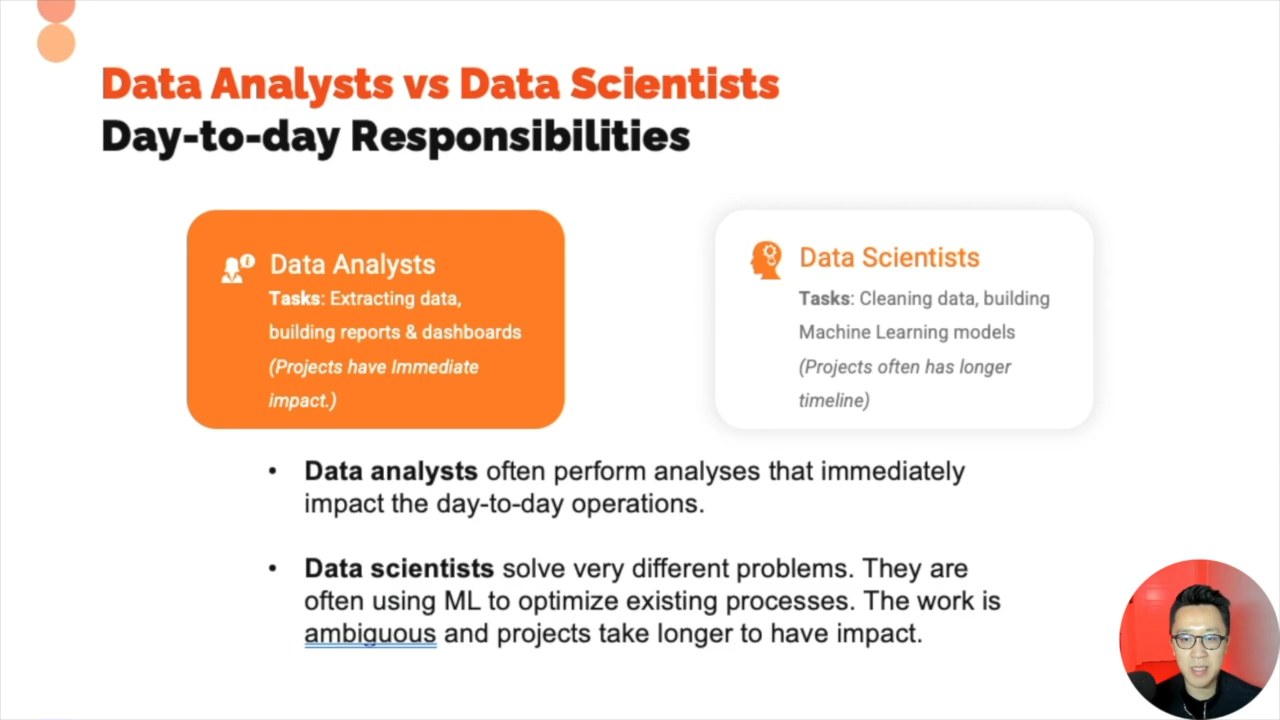 Data Analysts vs Data Scientists
Day-to-day Responsibilities
Data Analysts
Tasks: Extracting data,
building reports & dashboards
(Projects have Immediate
impact.)
Data Scientists
Tasks: Cleaning data, building
Machine Learning models
(Projects often has longer
timeline)
• Data analysts often perform analyses that immediately
impact the day-to-day operations.
• Data scientists solve very different problems. They are
often using ML to optimize existing processes. The work is
ambiguous and projects take longer to have impact.